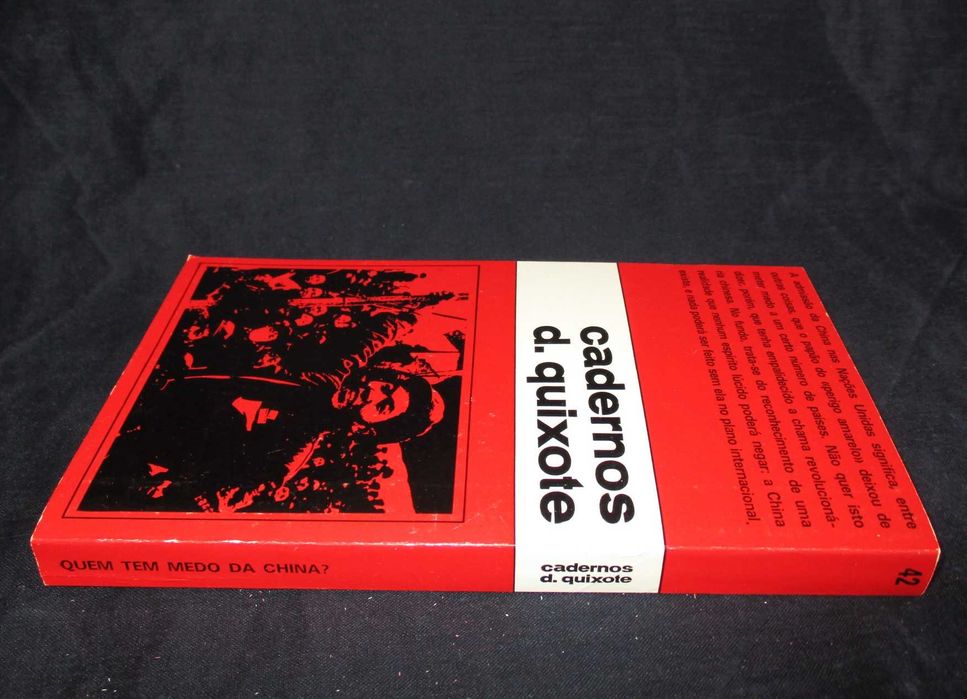 A admissão da China nas Nações Unidas significa, entre
outras coisas, que o papão do «perigo amarelo» deixou de
meter medo a um certo número de países. Não quer isto
dizer, porém, que tenha empalidecido a chama revolucioná-
ria chinesa. No fundo, trata-se do reconhecimento de uma
realidade que nenhum espírito lúcido poderá negar: a China
existe, e nada poderá ser feito sem ela no plano internacional.
cadernos
d. quixote
QUEM TEM MEDO DA CHINA?
cadernos
d. quixote
42